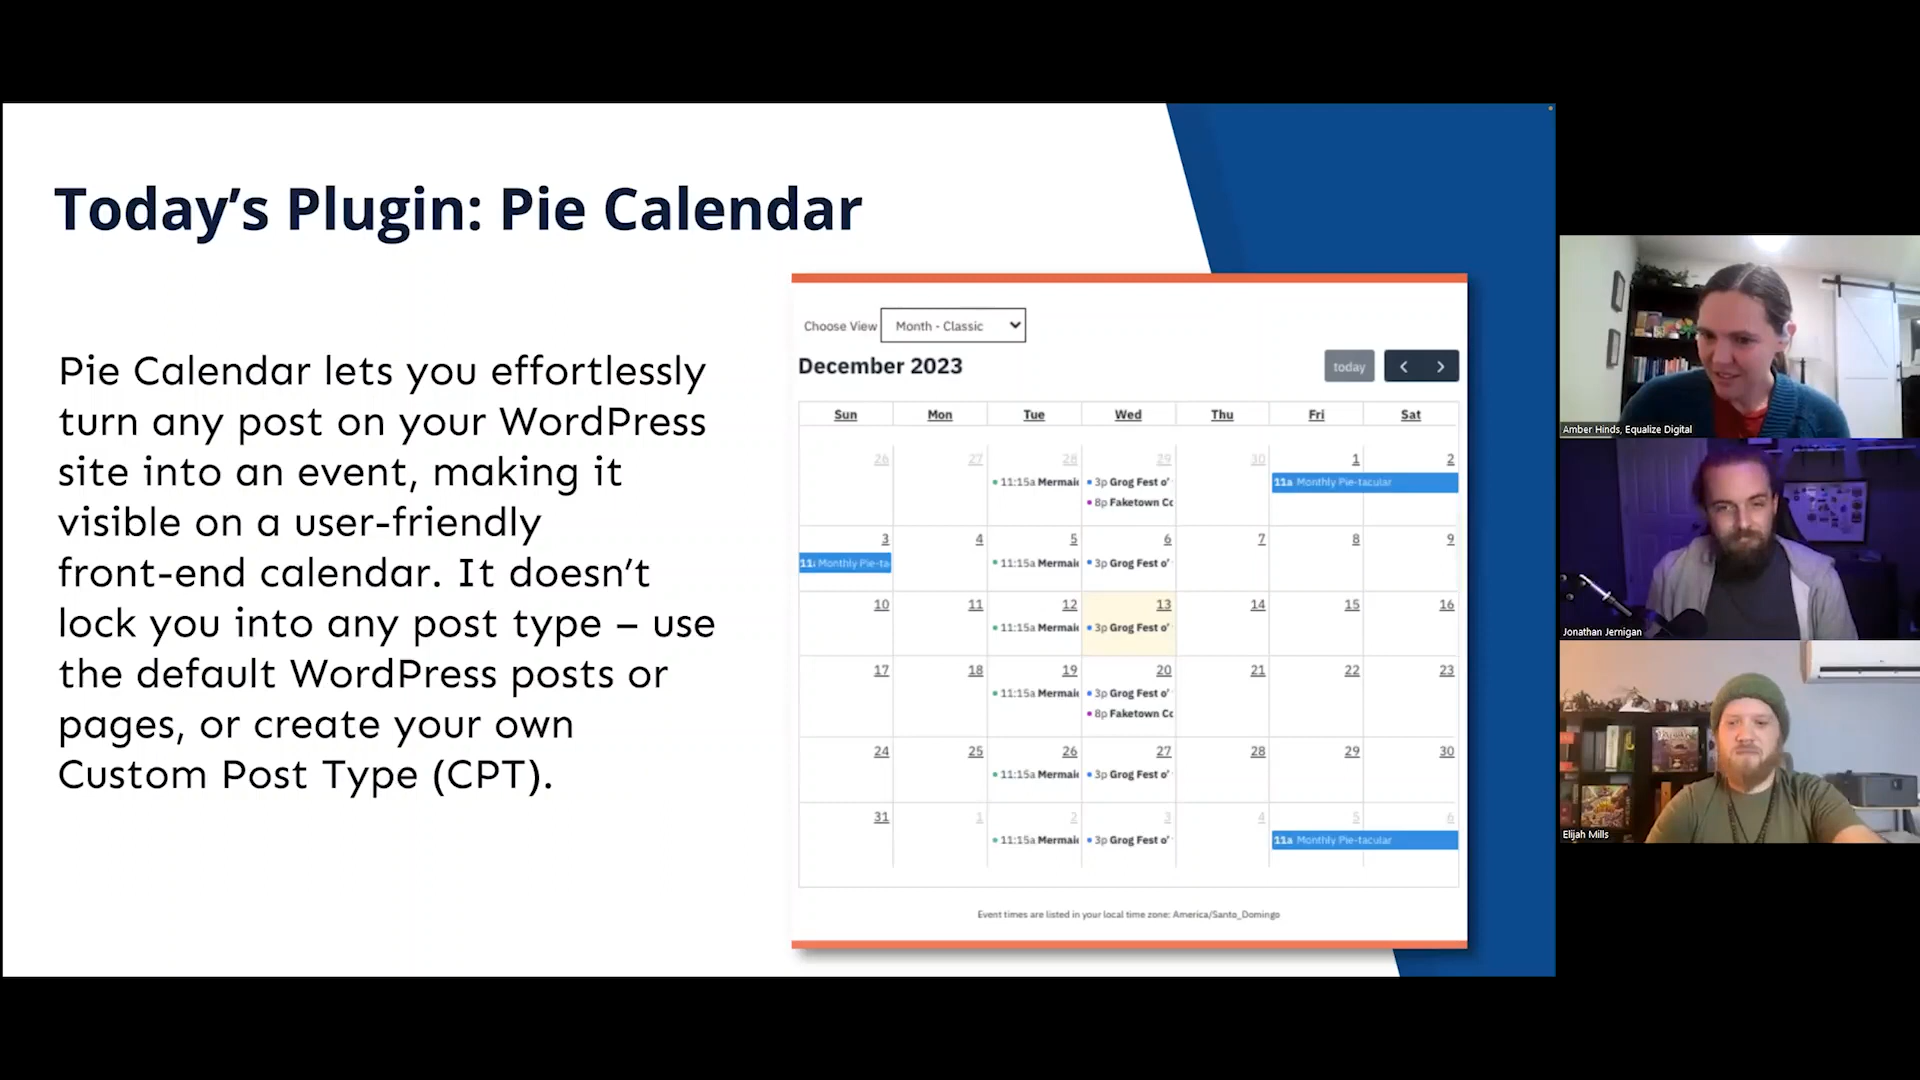 Today’s Plugin: Pie Calendar
Pie Calendar lets you effortlessly
turn any post on your WordPress
site into an event, making it
visible on a user-friendly
front-end calendar. It doesn’t
lock you into any post type – use
the default WordPress posts or
pages, or create your own
Custom Post Type (CPT).
Choose View Month - Classic
December 2023 today
Sun Mon Tue Wed Thu Fri Sat
26 27 28 29 30 1 2
11:15a Mermaid 3p Grog Fest o’ 11a Monthly Pie-tacular
8p Faketown Co
3 4 5 6 7 8 9
11a Monthly Pie-ta 11:15a Mermaid 3p Grog Fest o’
10 11 12 13 14 15 16
11:15a Mermaid 3p Grog Fest o’
17 18 19 20 21 22 23
11:15a Mermaid 3p Grog Fest o’
8p Faketown Co
24 25 26 27 28 29 30
11:15a Mermaid 3p Grog Fest o’
31 1 2 3 4 5 6
11:15a Mermaid 3p Grog Fest o’ 11a Monthly Pie-tacular
Event times are listed in your local time zone: America/Santo_Domingo
Amber Hinds, Equalize Digital
Jonathan Jernigan
Elijah Mills